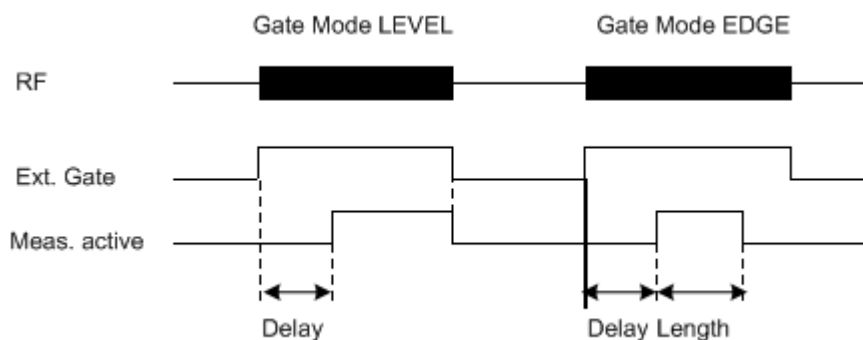 Gate Mode LEVEL Gate Mode EDGE
RF
Ext. Gate
Meas. active
Delay Delay Length